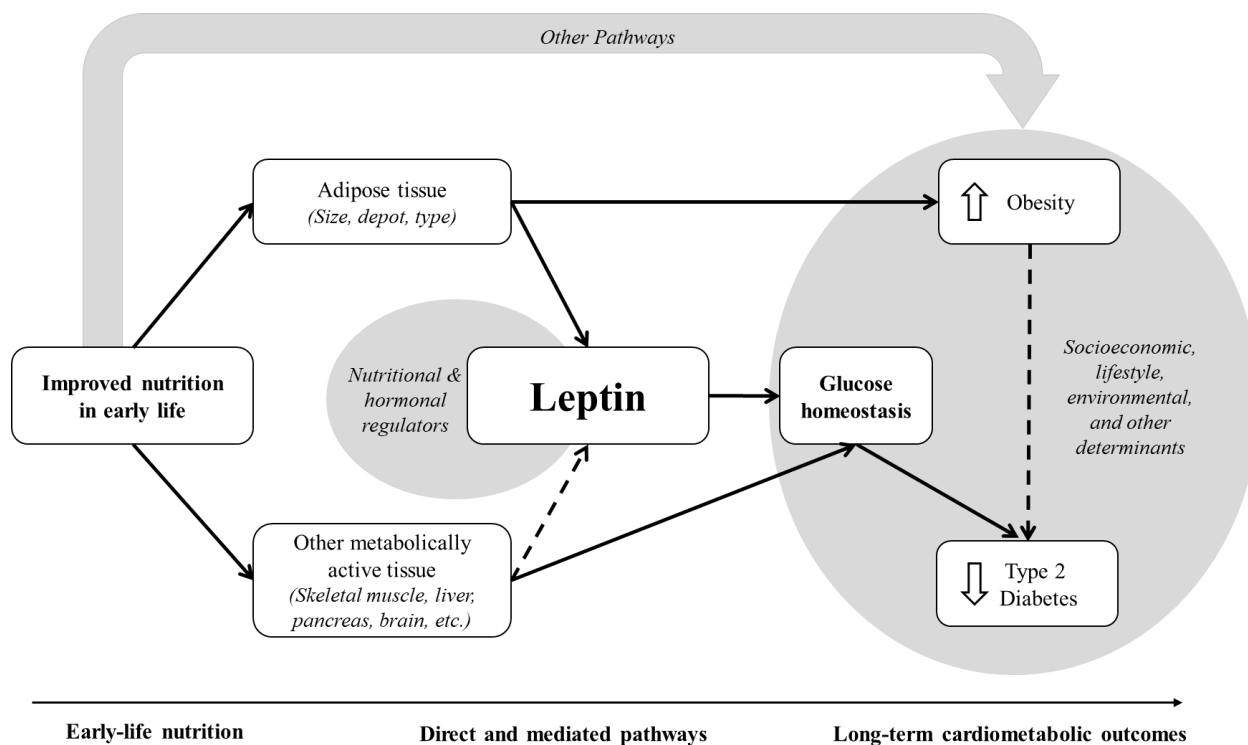 Other Pathways
Adipose tissue
(Size, depot, type)
Obesity
Improved nutrition
in early life
Nutritional &
hormonal
regulators
Leptin
Glucose
homeostasis
Socioeconomic,
lifestyle,
environmental,
and other
determinants
Other metabolically
active tissue
(Skeletal muscle, liver,
pancreas, brain, etc.)
Type 2
Diabetes
Early-life nutrition
Direct and mediated pathways
Long-term cardiometabolic outcomes